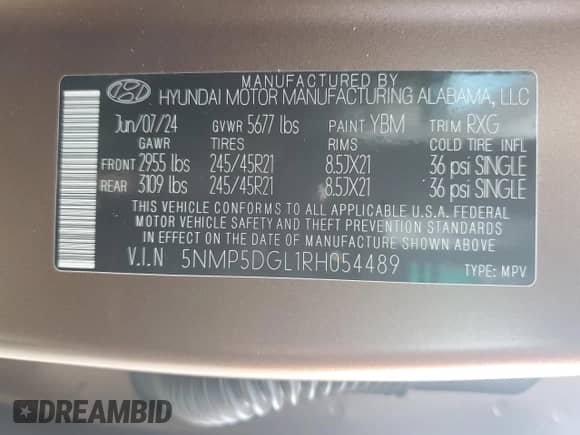 MANUFACTURED BY
HYUNDAI MOTOR MANUFACTURING ALABAMA, LLC
Jun/07/24 GVWR 5677 lbs PAINT YBM TRIM RXG
GAWR TIRES RIMS COLD TIRE INFL
FRONT 2955 lbs 245/45R21 8.5JX21 36 psi SINGLE
REAR 3109 lbs 245/45R21 8.5JX21 36 psi SINGLE
THIS VEHICLE CONFORMS TO ALL APPLICABLE U.S.A. FEDERAL
MOTOR VEHICLE SAFETY AND THEFT PREVENTION STANDARDS
IN EFFECT ON THE DATE OF MANUFACTURE SHOWN ABOVE
V.I.N 5NMP5DGL1RH054489 TYPE: MPV
DREAMBID